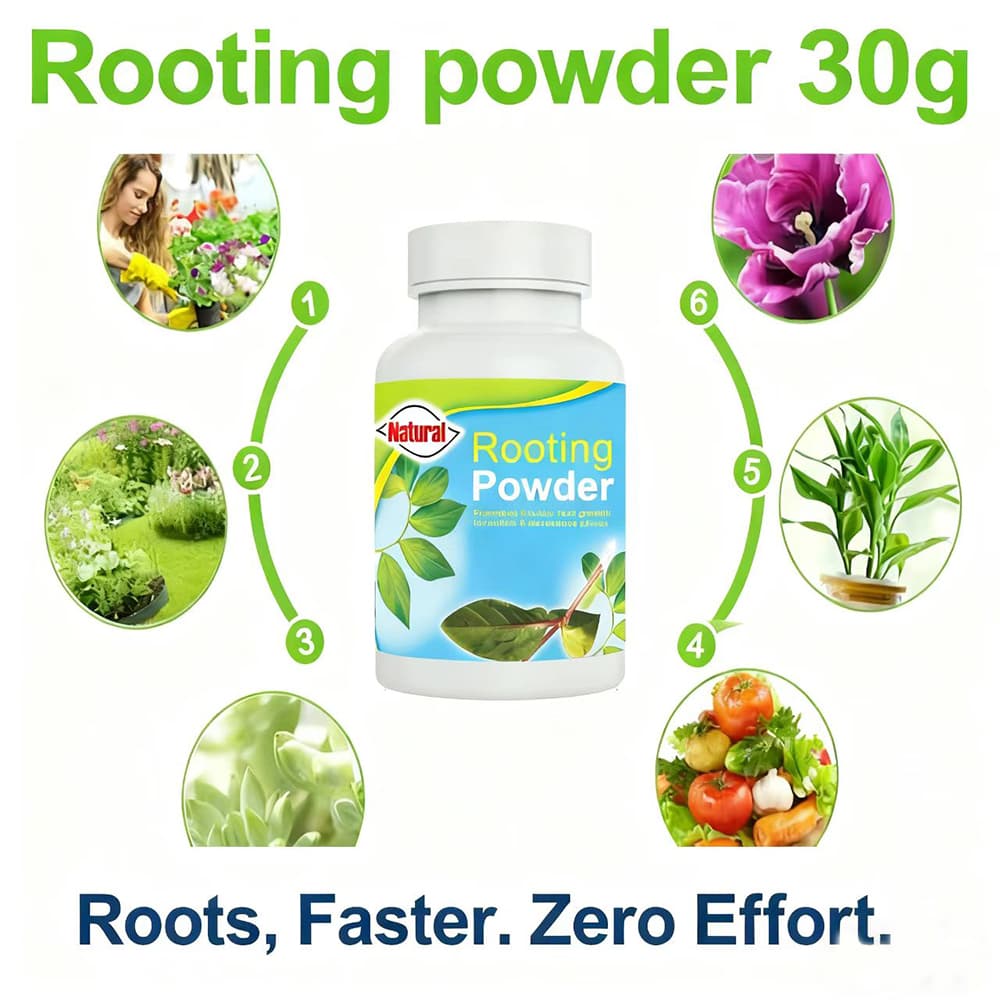 Rooting powder 30g
1
6
2
5
3
4
Natural
Rooting
Powder
Roots, Faster. Zero Effort.